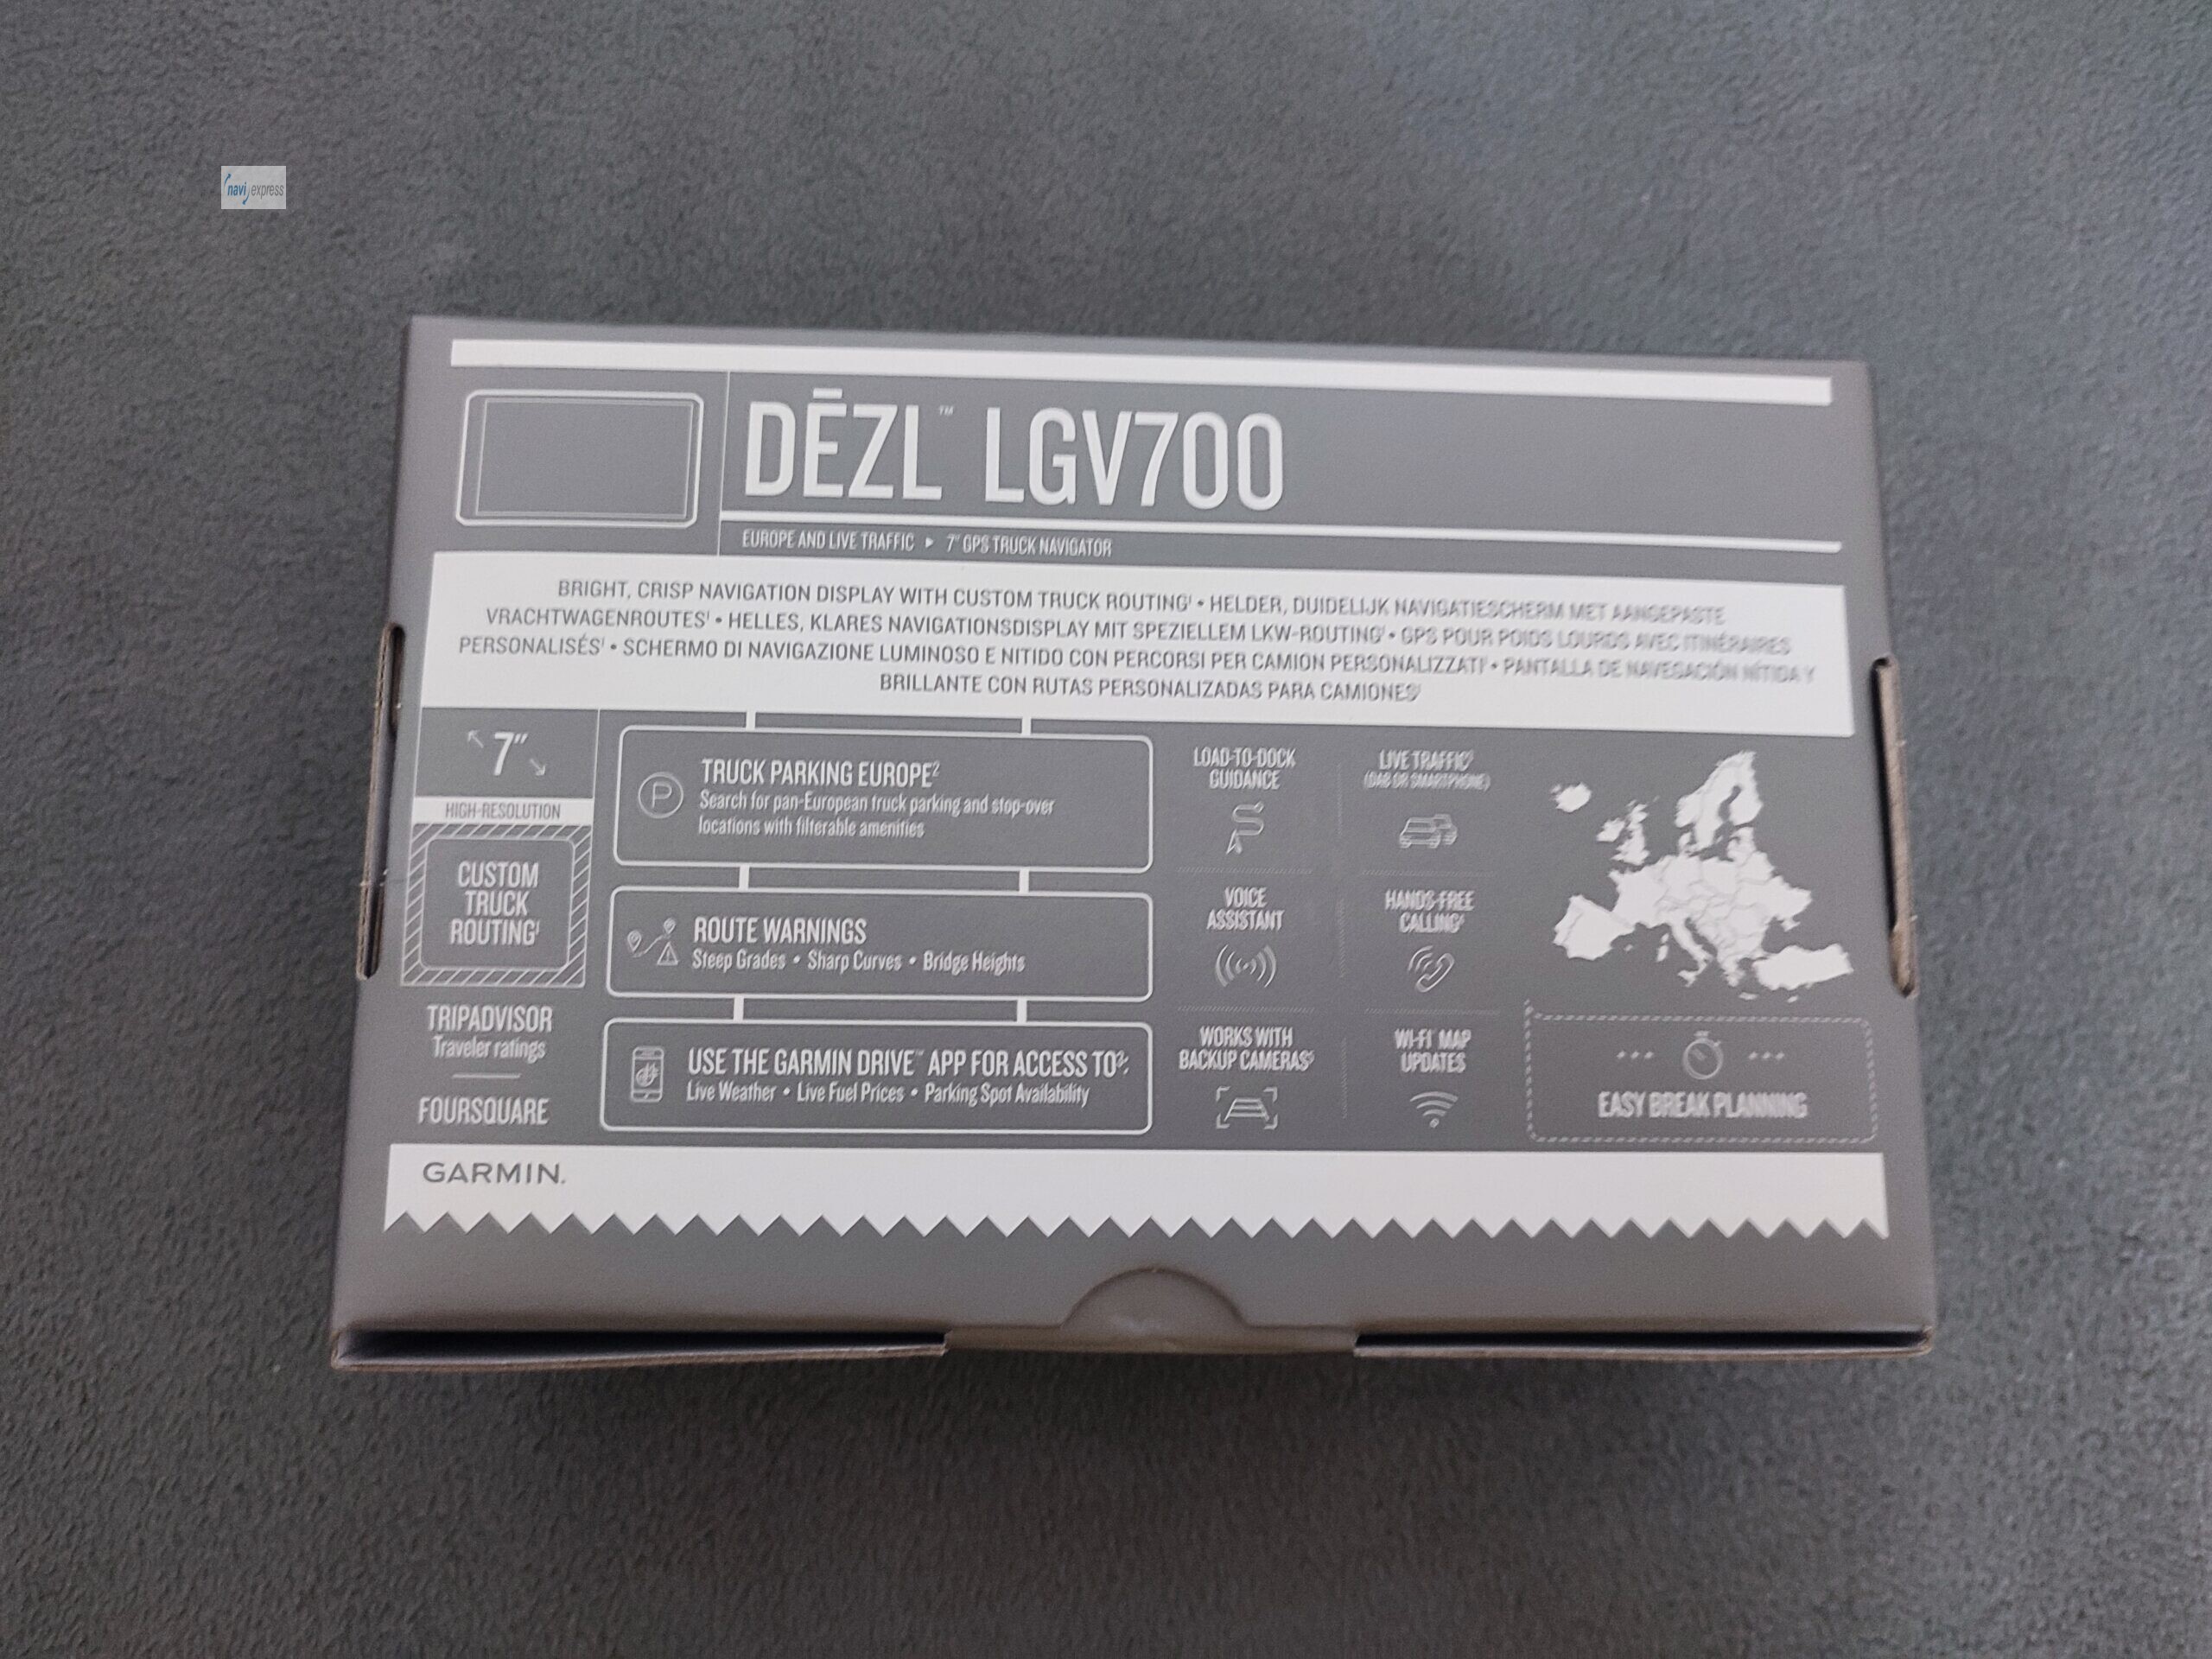 navi express
DĒZL™ LGV700
EUROPE AND LIVE TRAFFIC ▸ 7" GPS TRUCK NAVIGATOR
BRIGHT, CRISP NAVIGATION DISPLAY WITH CUSTOM TRUCK ROUTING¹ • HELDER, DUIDELIJK NAVIGATIESCHERM MET AANGEPASTE
VRACHTWAGENROUTES¹ • HELLES, KLARES NAVIGATIONSDISPLAY MIT SPEZIELLEM LKW-ROUTING¹ • GPS POUR POIDS LOURDS AVEC ITINÉRAIRES
PERSONALISÉS¹ • SCHERMO DI NAVIGAZIONE LUMINOSO E NITIDO CON PERCORSI PER CAMION PERSONALIZZATI¹ • PANTALLA DE NAVEGACIÓN NÍTIDA Y
BRILLANTE CON RUTAS PERSONALIZADAS PARA CAMIONES¹
7"
HIGH-RESOLUTION
CUSTOM
TRUCK
ROUTING¹
TRIPADVISOR
Traveler ratings
FOURSQUARE
P
TRUCK PARKING EUROPE²
Search for pan-European truck parking and stop-over
locations with filterable amenities
ROUTE WARNINGS
Steep Grades • Sharp Curves • Bridge Heights
USE THE GARMIN DRIVE™ APP FOR ACCESS TO³:
Live Weather • Live Fuel Prices • Parking Spot Availability
LOAD-TO-DOCK
GUIDANCE
LIVE TRAFFIC
(DAB OR SMARTPHONE)
VOICE
ASSISTANT
HANDS-FREE
CALLING
WORKS WITH
BACKUP CAMERAS
WI-FI MAP
UPDATES
EASY BREAK PLANNING
GARMIN.